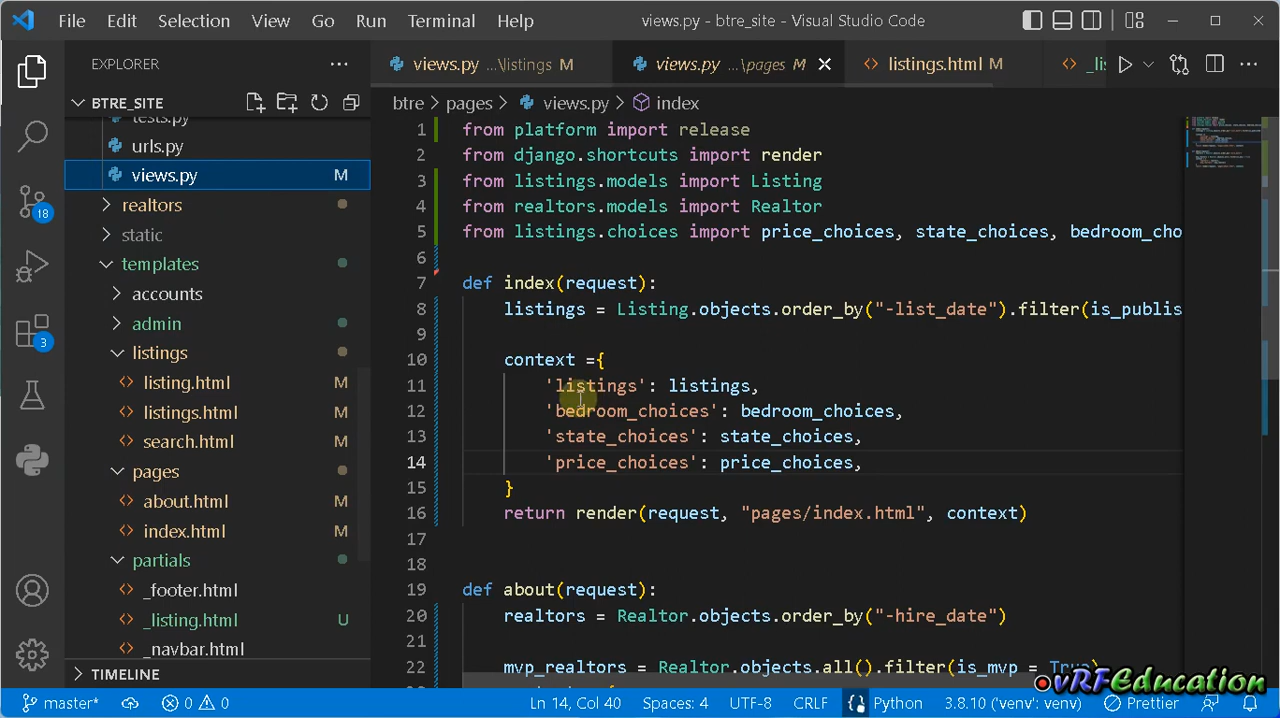 File Edit Selection View Go Run Terminal Help
views.py - btre_site - Visual Studio Code
EXPLORER
views.py ...\listings M
views.py ...\pages M
listings.html M
BTRE_SITE
btre > pages > views.py > index
tests.py
urls.py
views.py M
realtors
static
templates
accounts
admin
listings
listing.html M
listings.html M
search.html M
pages
about.html M
index.html M
partials
_footer.html
_listing.html U
_navbar.html
TIMELINE
18
3
1 from platform import release
2 from django.shortcuts import render
3 from listings.models import Listing
4 from realtors.models import Realtor
5 from listings.choices import price_choices, state_choices, bedroom_cho
6
7 def index(request):
8 listings = Listing.objects.order_by("-list_date").filter(is_publis
9
10 context ={
11 'listings': listings,
12 'bedroom_choices': bedroom_choices,
13 'state_choices': state_choices,
14 'price_choices': price_choices,
15 }
16 return render(request, "pages/index.html", context)
17
18
19 def about(request):
20 realtors = Realtor.objects.order_by("-hire_date")
21
22 mvp_realtors = Realtor.objects.all().filter(is_mvp = True)
vRFEducation
master* 0 0 Ln 14, Col 40 Spaces: 4 UTF-8 CRLF Python 3.8.10 ('venv': venv) Prettier